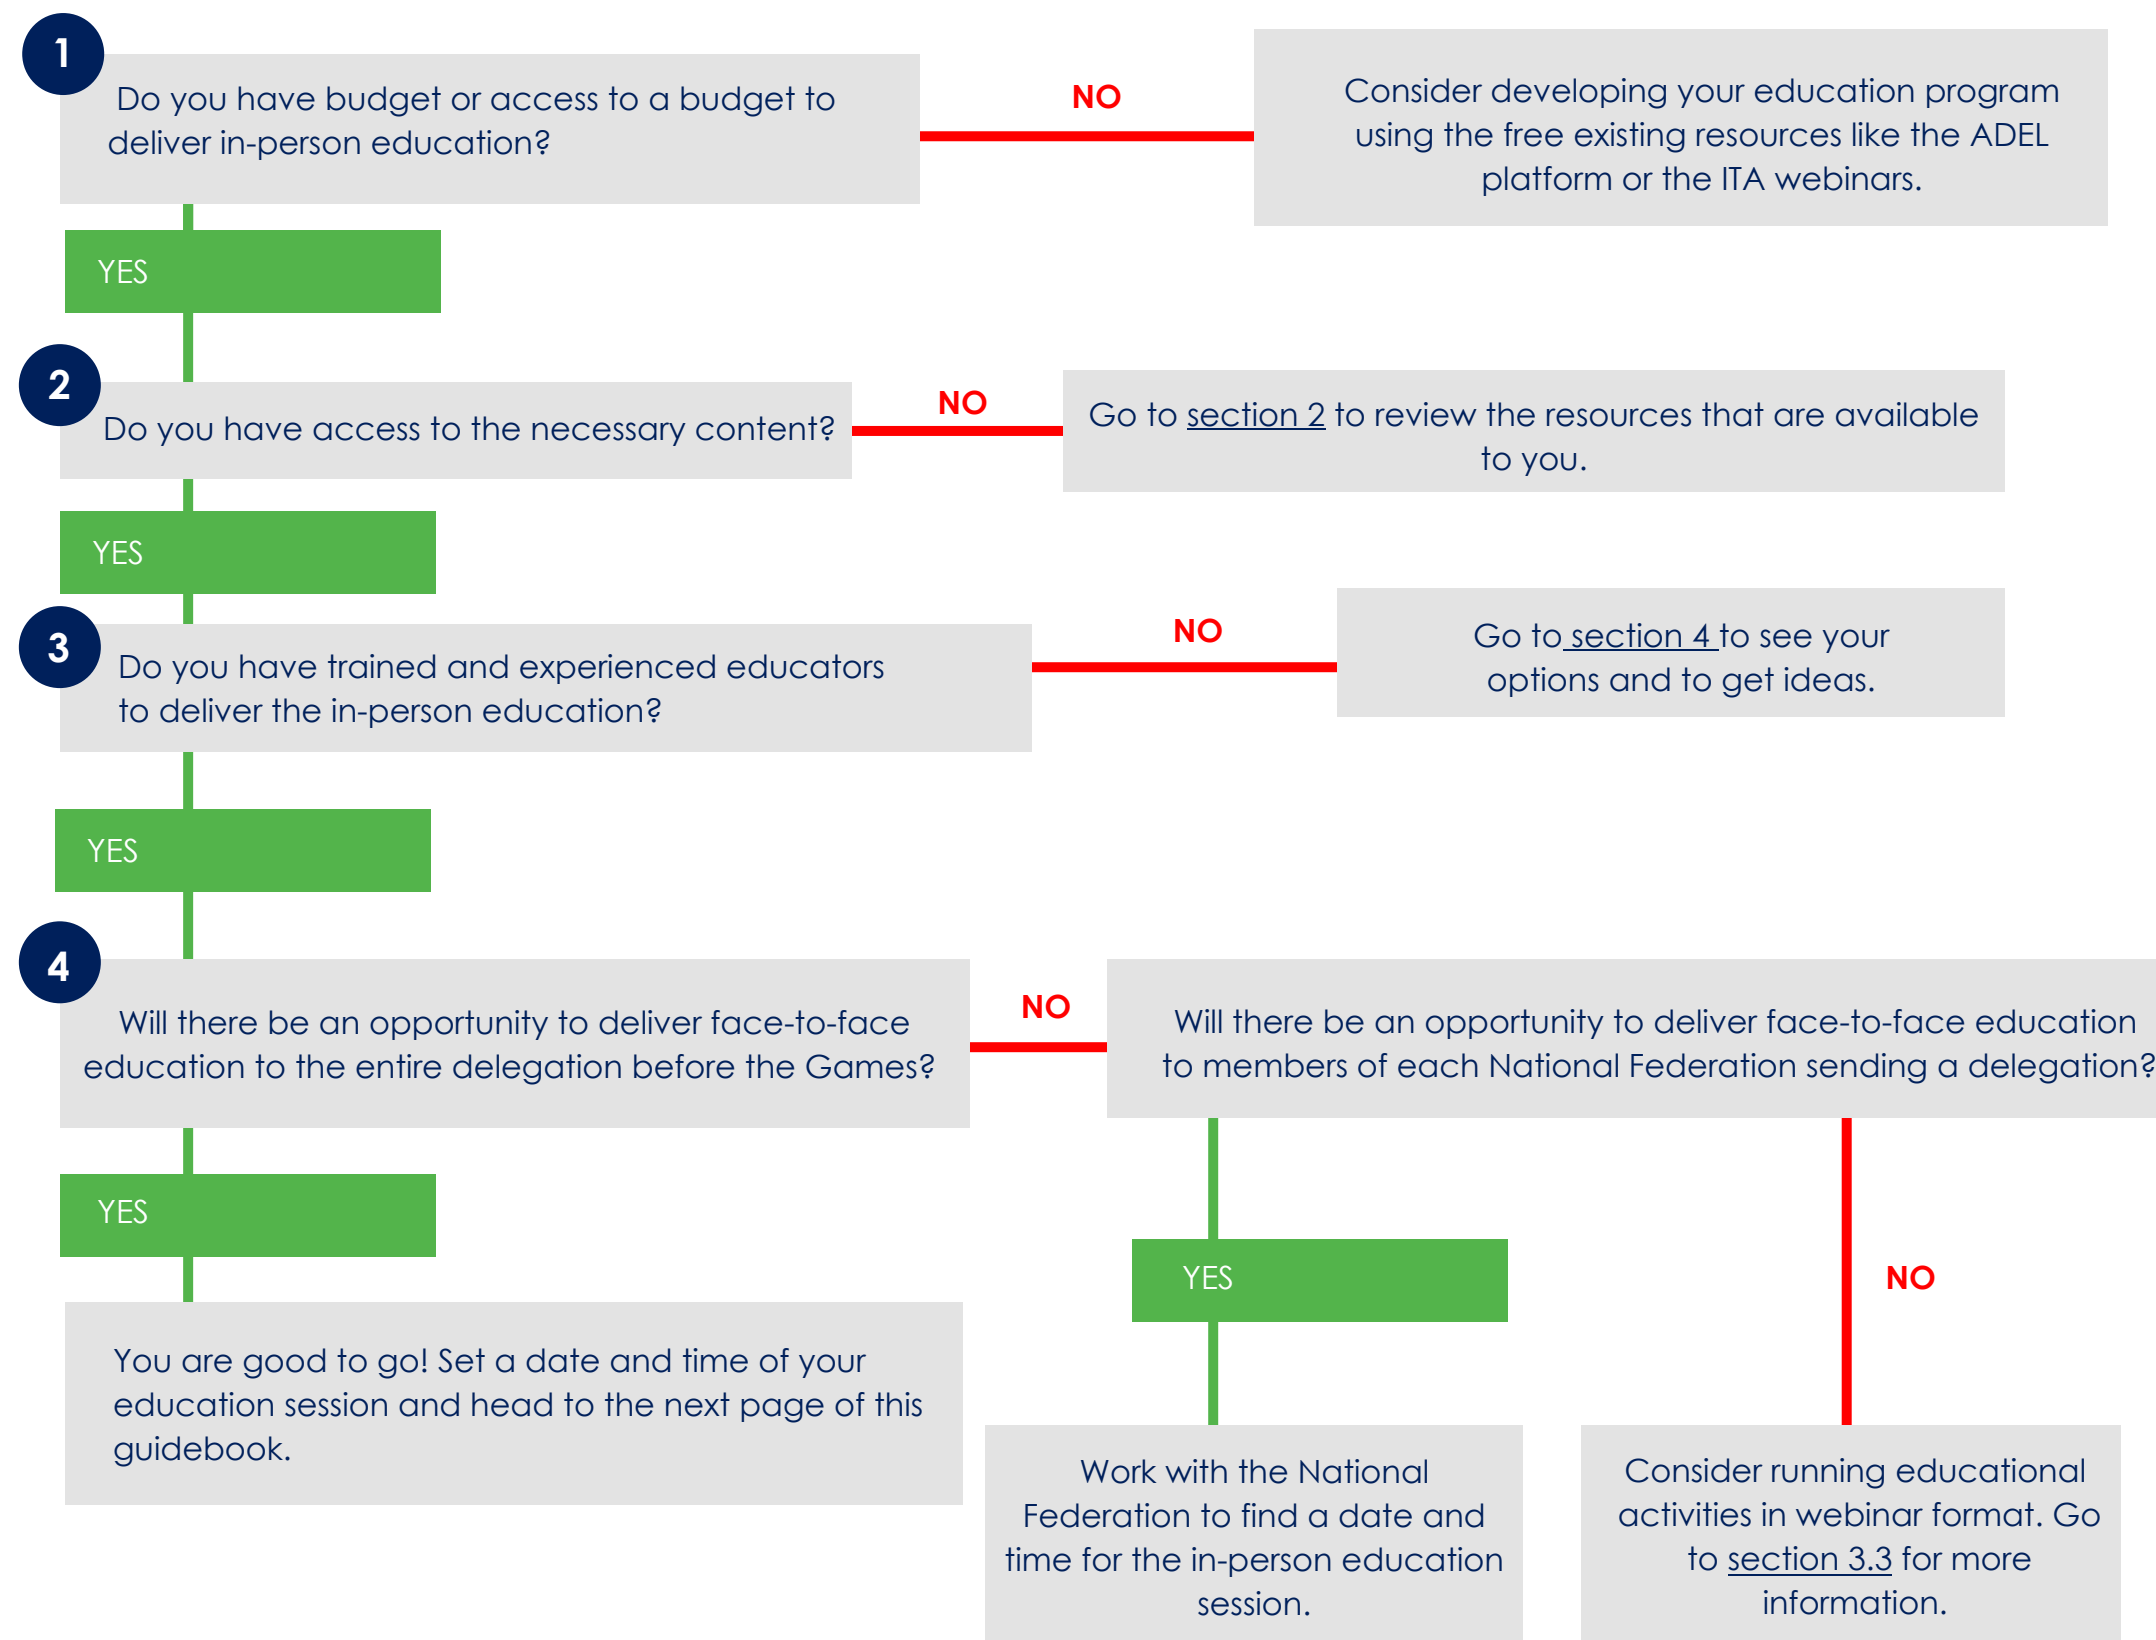 1
Do you have budget or access to a budget to
deliver in-person education?
NO
Consider developing your education program
using the free existing resources like the ADEL
platform or the ITA webinars.
YES
2
Do you have access to the necessary content?
NO
Go to section 2 to review the resources that are available
to you.
YES
3
Do you have trained and experienced educators
to deliver the in-person education?
NO
Go to section 4 to see your
options and to get ideas.
YES
4
Will there be an opportunity to deliver face-to-face
education to the entire delegation before the Games?
NO
Will there be an opportunity to deliver face-to-face education
to members of each National Federation sending a delegation?
YES
You are good to go! Set a date and time of your
education session and head to the next page of this
guidebook.
YES
Work with the National
Federation to find a date and
time for the in-person education
session.
NO
Consider running educational
activities in webinar format. Go
to section 3.3 for more
information.